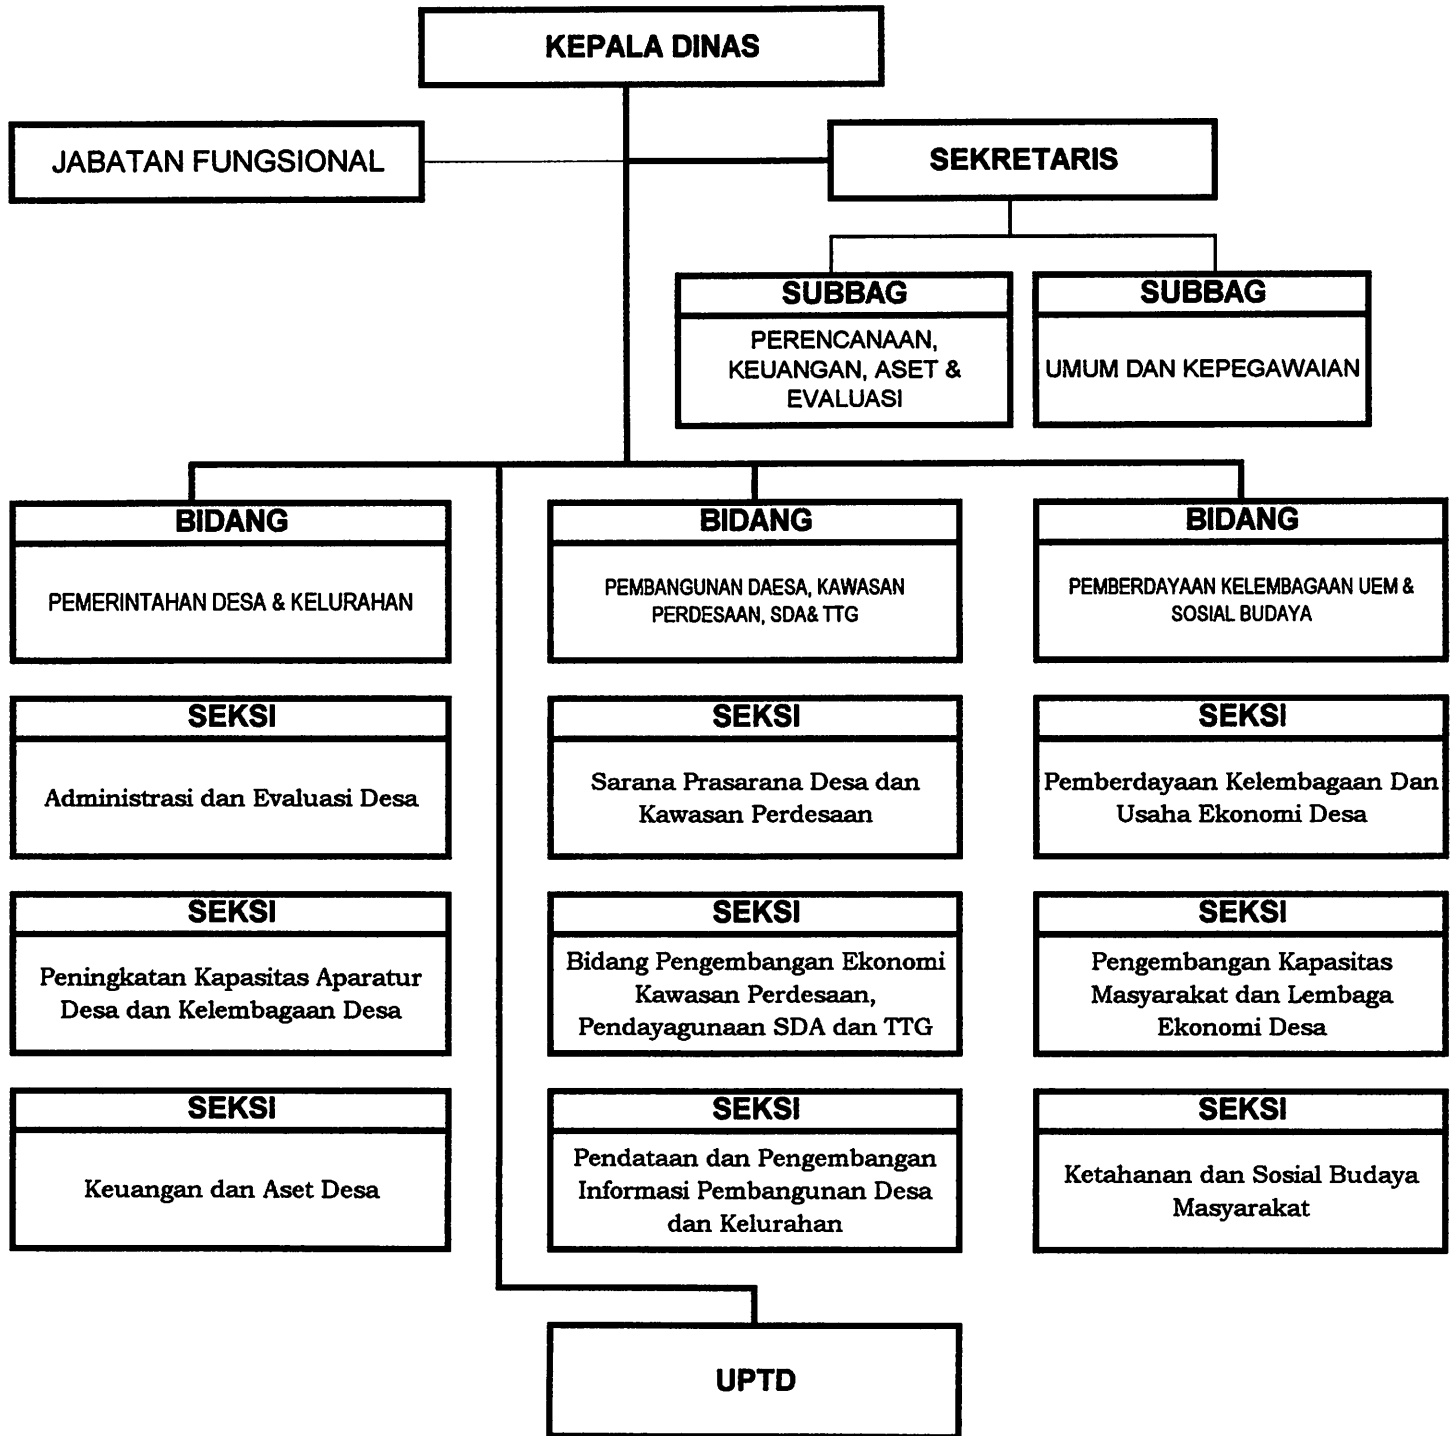 KEPALA DINAS
JABATAN FUNGSIONAL
SEKRETARIS
SUBBAG
PERENCANAAN,
KEUANGAN, ASET &
EVALUASI
SUBBAG
UMUM DAN KEPEGAWAIAN
BIDANG
PEMERINTAHAN DESA & KELURAHAN
BIDANG
PEMBANGUNAN DAESA, KAWASAN
PERDESAAN, SDA& TTG
BIDANG
PEMBERDAYAAN KELEMBAGAAN UEM &
SOSIAL BUDAYA
SEKSI
Administrasi dan Evaluasi Desa
SEKSI
Sarana Prasarana Desa dan
Kawasan Perdesaan
SEKSI
Pemberdayaan Kelembagaan Dan
Usaha Ekonomi Desa
SEKSI
Peningkatan Kapasitas Aparatur
Desa dan Kelembagaan Desa
SEKSI
Bidang Pengembangan Ekonomi
Kawasan Perdesaan,
Pendayagunaan SDA dan TTG
SEKSI
Pengembangan Kapasitas
Masyarakat dan Lembaga
Ekonomi Desa
SEKSI
Keuangan dan Aset Desa
SEKSI
Pendataan dan Pengembangan
Informasi Pembangunan Desa
dan Kelurahan
SEKSI
Ketahanan dan Sosial Budaya
Masyarakat
UPTD